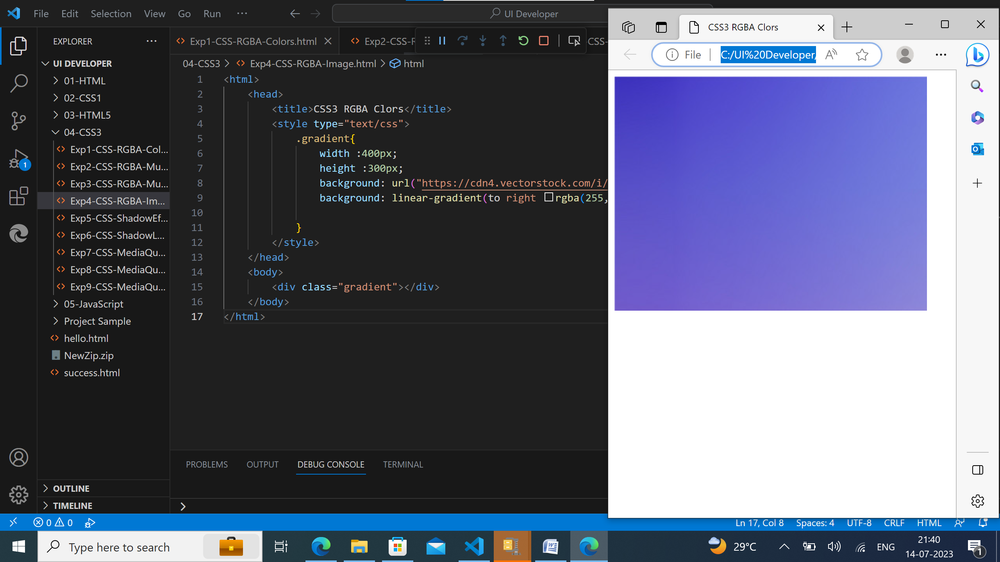 File Edit Selection View Go Run
UI Developer
EXPLORER
UI DEVELOPER
01-HTML
02-CSS1
03-HTML5
04-CSS3
Exp1-CSS-RGBA-Col...
Exp2-CSS-RGBA-Mu...
Exp3-CSS-RGBA-Mu...
Exp4-CSS-RGBA-Im...
Exp5-CSS-ShadowEf...
Exp6-CSS-ShadowL...
Exp7-CSS-MediaQu...
Exp8-CSS-MediaQu...
Exp9-CSS-MediaQu...
05-JavaScript
Project Sample
hello.html
NewZip.zip
success.html
OUTLINE
TIMELINE
1
Exp1-CSS-RGBA-Colors.html Exp2-CSS-R -CSS-
04-CSS3 > Exp4-CSS-RGBA-Image.html > html
1 <html>
2 <head>
3 <title>CSS3 RGBA Clors</title>
4 <style type="text/css">
5 .gradient{
6 width :400px;
7 height :300px;
8 background: url("https://cdn4.vectorstock.com/i/
9 background: linear-gradient(to right rgba(255,
10
11 }
12 </style>
13 </head>
14 <body>
15 <div class="gradient"></div>
16 </body>
17 </html>
PROBLEMS OUTPUT DEBUG CONSOLE TERMINAL
>
CSS3 RGBA Clors
File C:/UI%20Developer/
0 0
Ln 17, Col 8 Spaces: 4 UTF-8 CRLF HTML
Type here to search
29°C
ENG
21:40
14-07-2023
1